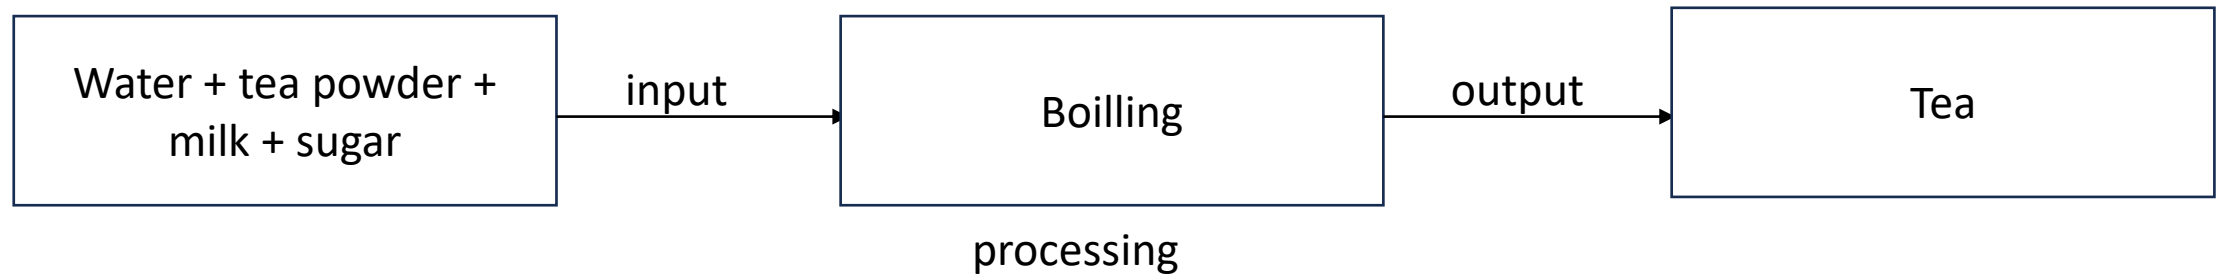 Water + tea powder +
milk + sugar
input
Boilling
output
Tea
processing